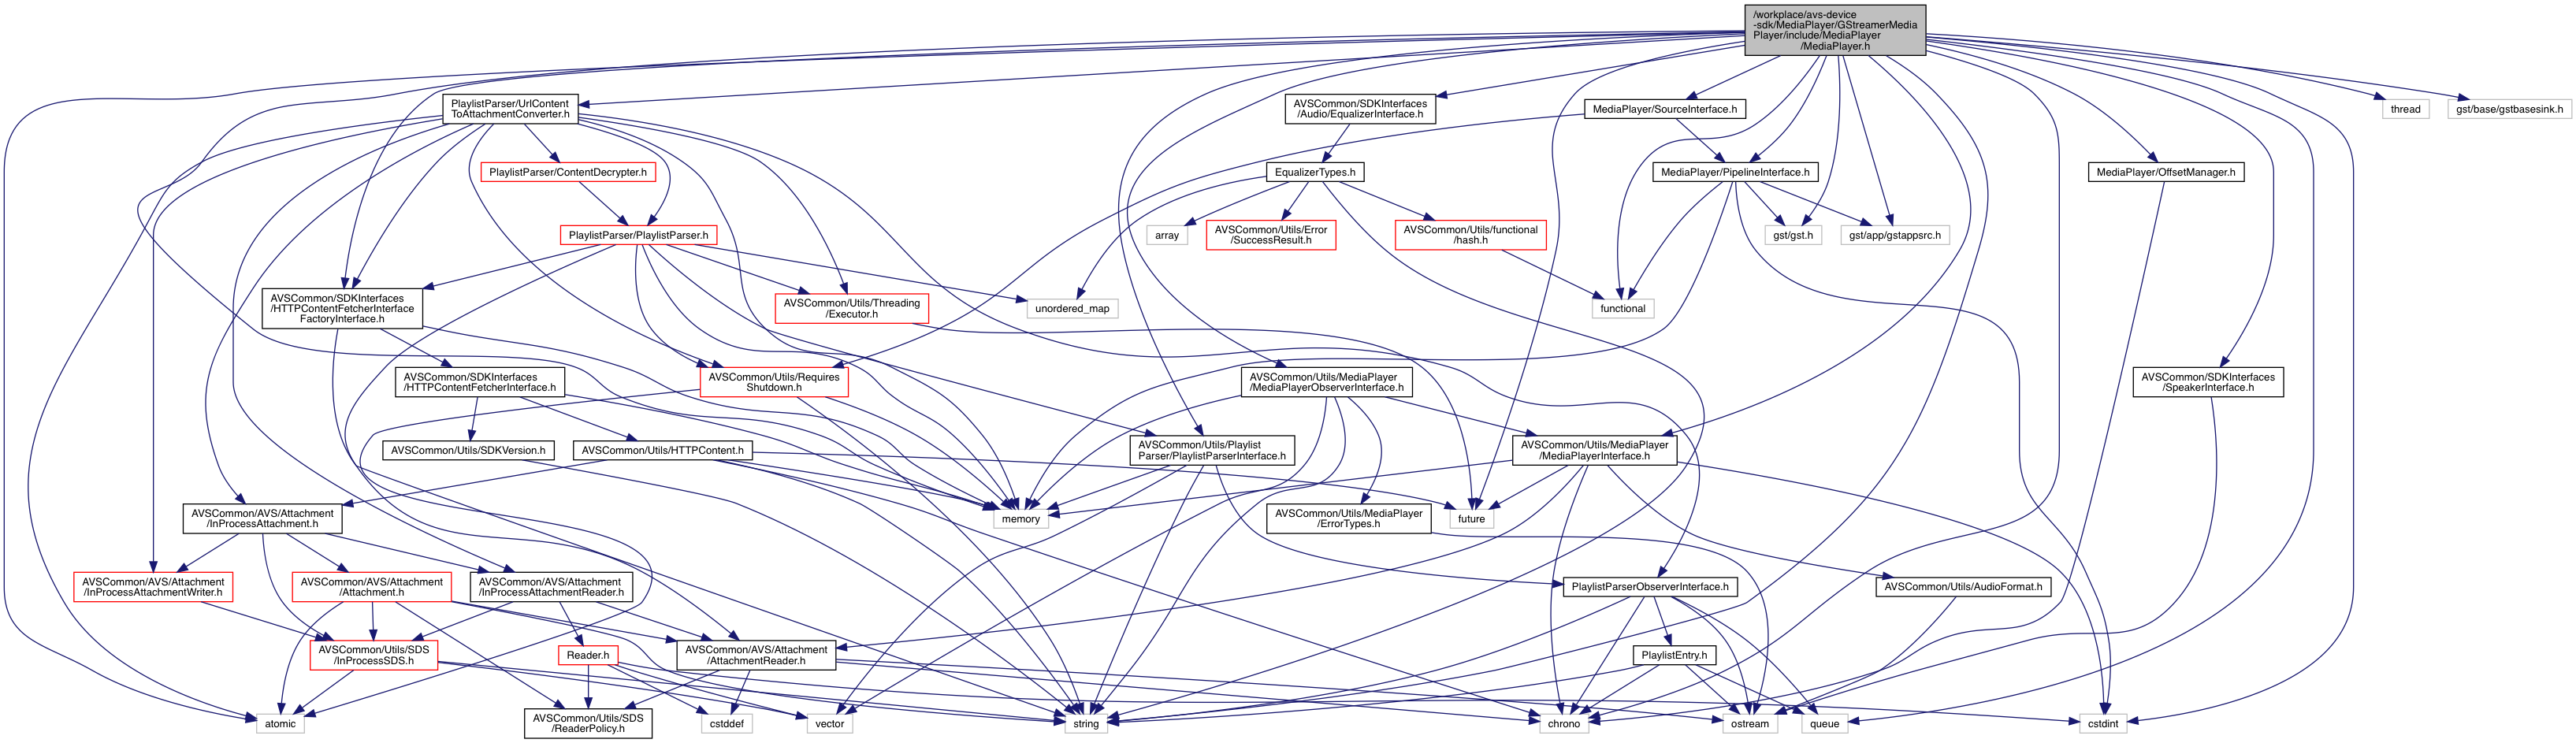 /workplace/avs-device
-sdk/MediaPlayer/GStreamerMedia
Player/include/MediaPlayer
/MediaPlayer.h
PlaylistParser/UrlContent
ToAttachmentConverter.h
AVSCommon/SDKInterfaces
/Audio/EqualizerInterface.h
MediaPlayer/SourceInterface.h
thread
gst/base/gstbasesink.h
PlaylistParser/ContentDecrypter.h
EqualizerTypes.h
MediaPlayer/PipelineInterface.h
MediaPlayer/OffsetManager.h
PlaylistParser/PlaylistParser.h
array
AVSCommon/Utils/Error
/SuccessResult.h
AVSCommon/Utils/functional
/hash.h
gst/gst.h
gst/app/gstappsrc.h
AVSCommon/SDKInterfaces
/HTTPContentFetcherInterface
FactoryInterface.h
AVSCommon/Utils/Threading
/Executor.h
unordered_map
functional
AVSCommon/SDKInterfaces
/HTTPContentFetcherInterface.h
AVSCommon/Utils/Requires
Shutdown.h
AVSCommon/Utils/MediaPlayer
/MediaPlayerObserverInterface.h
AVSCommon/SDKInterfaces
/SpeakerInterface.h
AVSCommon/Utils/SDKVersion.h
AVSCommon/Utils/HTTPContent.h
AVSCommon/Utils/Playlist
Parser/PlaylistParserInterface.h
AVSCommon/Utils/MediaPlayer
/MediaPlayerInterface.h
AVSCommon/AVS/Attachment
/InProcessAttachment.h
memory
AVSCommon/Utils/MediaPlayer
/ErrorTypes.h
future
AVSCommon/AVS/Attachment
/InProcessAttachmentWriter.h
AVSCommon/AVS/Attachment
/Attachment.h
AVSCommon/AVS/Attachment
/InProcessAttachmentReader.h
PlaylistParserObserverInterface.h
AVSCommon/Utils/AudioFormat.h
AVSCommon/Utils/SDS
/InProcessSDS.h
Reader.h
AVSCommon/AVS/Attachment
/AttachmentReader.h
PlaylistEntry.h
atomic
AVSCommon/Utils/SDS
/ReaderPolicy.h
cstddef
vector
string
chrono
ostream
queue
cstdint